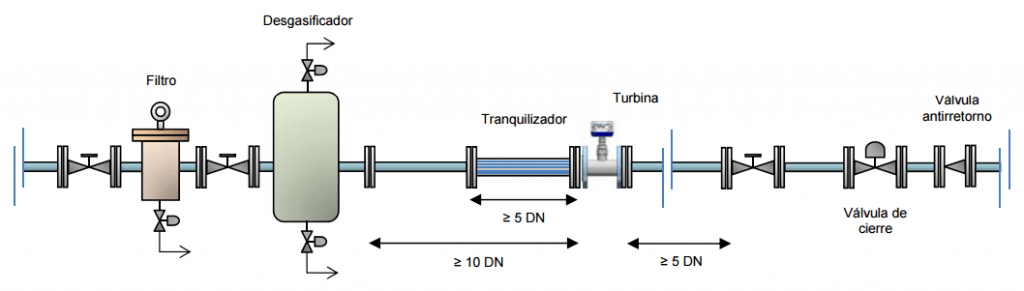 Desgasificador
Filtro
Tranquilizador
Turbina
Válvula
antirretorno
≥ 5 DN
≥ 10 DN
≥ 5 DN
Válvula de
cierre